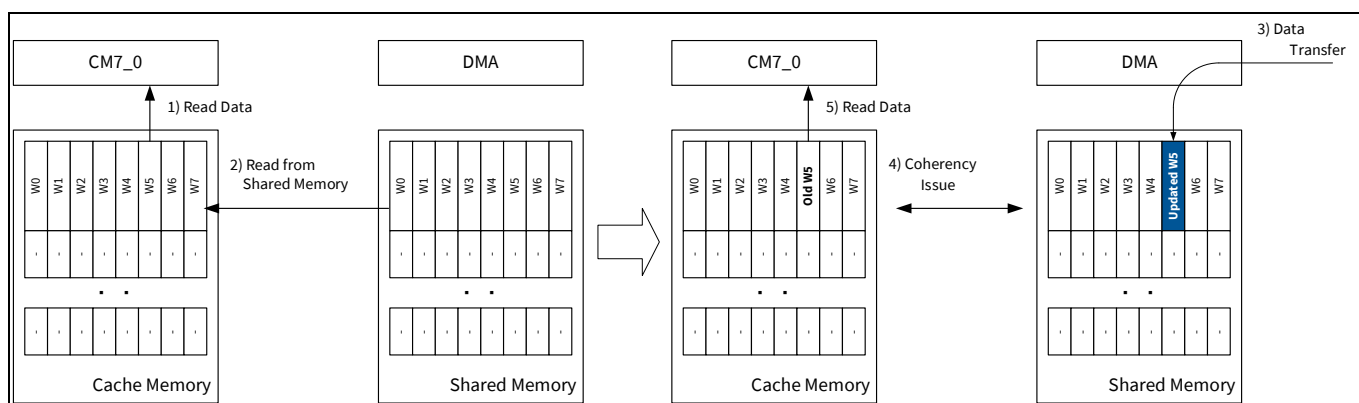 CM7_0
DMA
CM7_0
DMA
3) Data
Transfer
1) Read Data
5) Read Data
W0 W1 W2 W3 W4 W5 W6 W7
2) Read from
Shared Memory
W0 W1 W2 W3 W4 W5 W6 W7
W0 W1 W2 W3 W4 Old W5 W6 W7
4) Coherency
Issue
W0 W1 W2 W3 W4 Updated W5 W6 W7
- - - - - - - -
- - - - - - - -
- - - - - - - -
- - - - - - - -
. .
. .
. .
. .
- - - - - - - -
- - - - - - - -
- - - - - - - -
- - - - - - - -
Cache Memory
Shared Memory
Cache Memory
Shared Memory